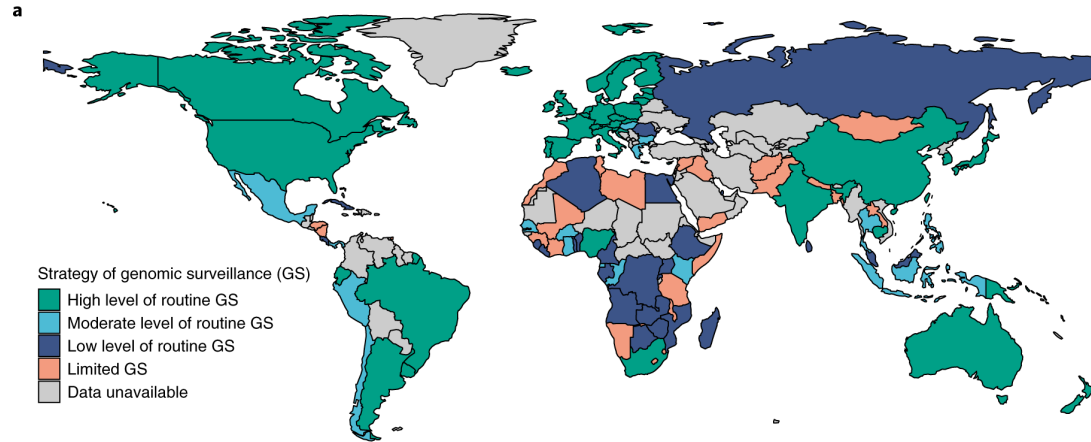 a
Strategy of genomic surveillance (GS)
High level of routine GS
Moderate level of routine GS
Low level of routine GS
Limited GS
Data unavailable